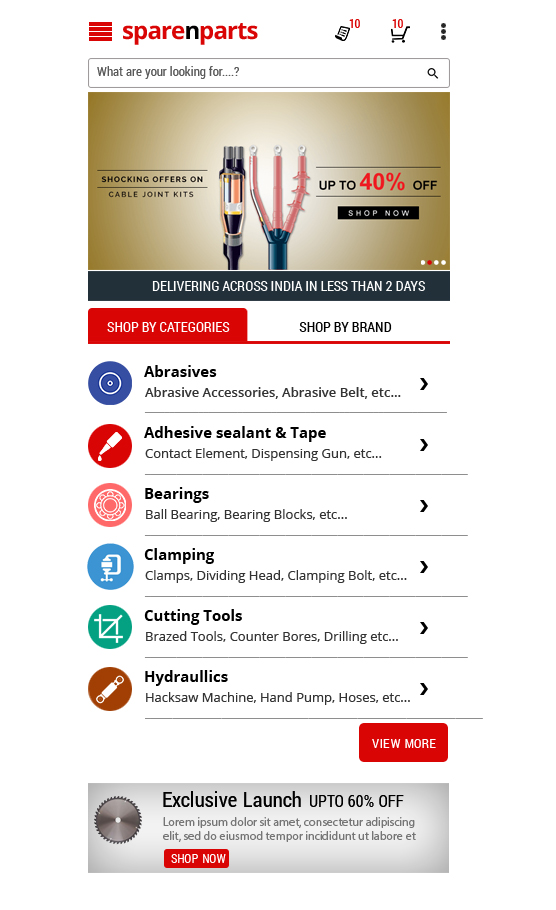 sparenparts
10
10
What are your looking for....?
SHOCKING OFFERS ON
CABLE JOINT KITS
UP TO 40% OFF
SHOP NOW
DELIVERING ACROSS INDIA IN LESS THAN 2 DAYS
SHOP BY CATEGORIES
SHOP BY BRAND
Abrasives
Abrasive Accessories, Abrasive Belt, etc...
Adhesive sealant & Tape
Contact Element, Dispensing Gun, etc...
Bearings
Ball Bearing, Bearing Blocks, etc...
Clamping
Clamps, Dividing Head, Clamping Bolt, etc...
Cutting Tools
Brazed Tools, Counter Bores, Drilling etc...
Hydraullics
Hacksaw Machine, Hand Pump, Hoses, etc...
VIEW MORE
Exclusive Launch UPTO 60% OFF
Lorem ipsum dolor sit amet, consectetur adipiscing
elit, sed do eiusmod tempor incididunt ut labore et
SHOP NOW